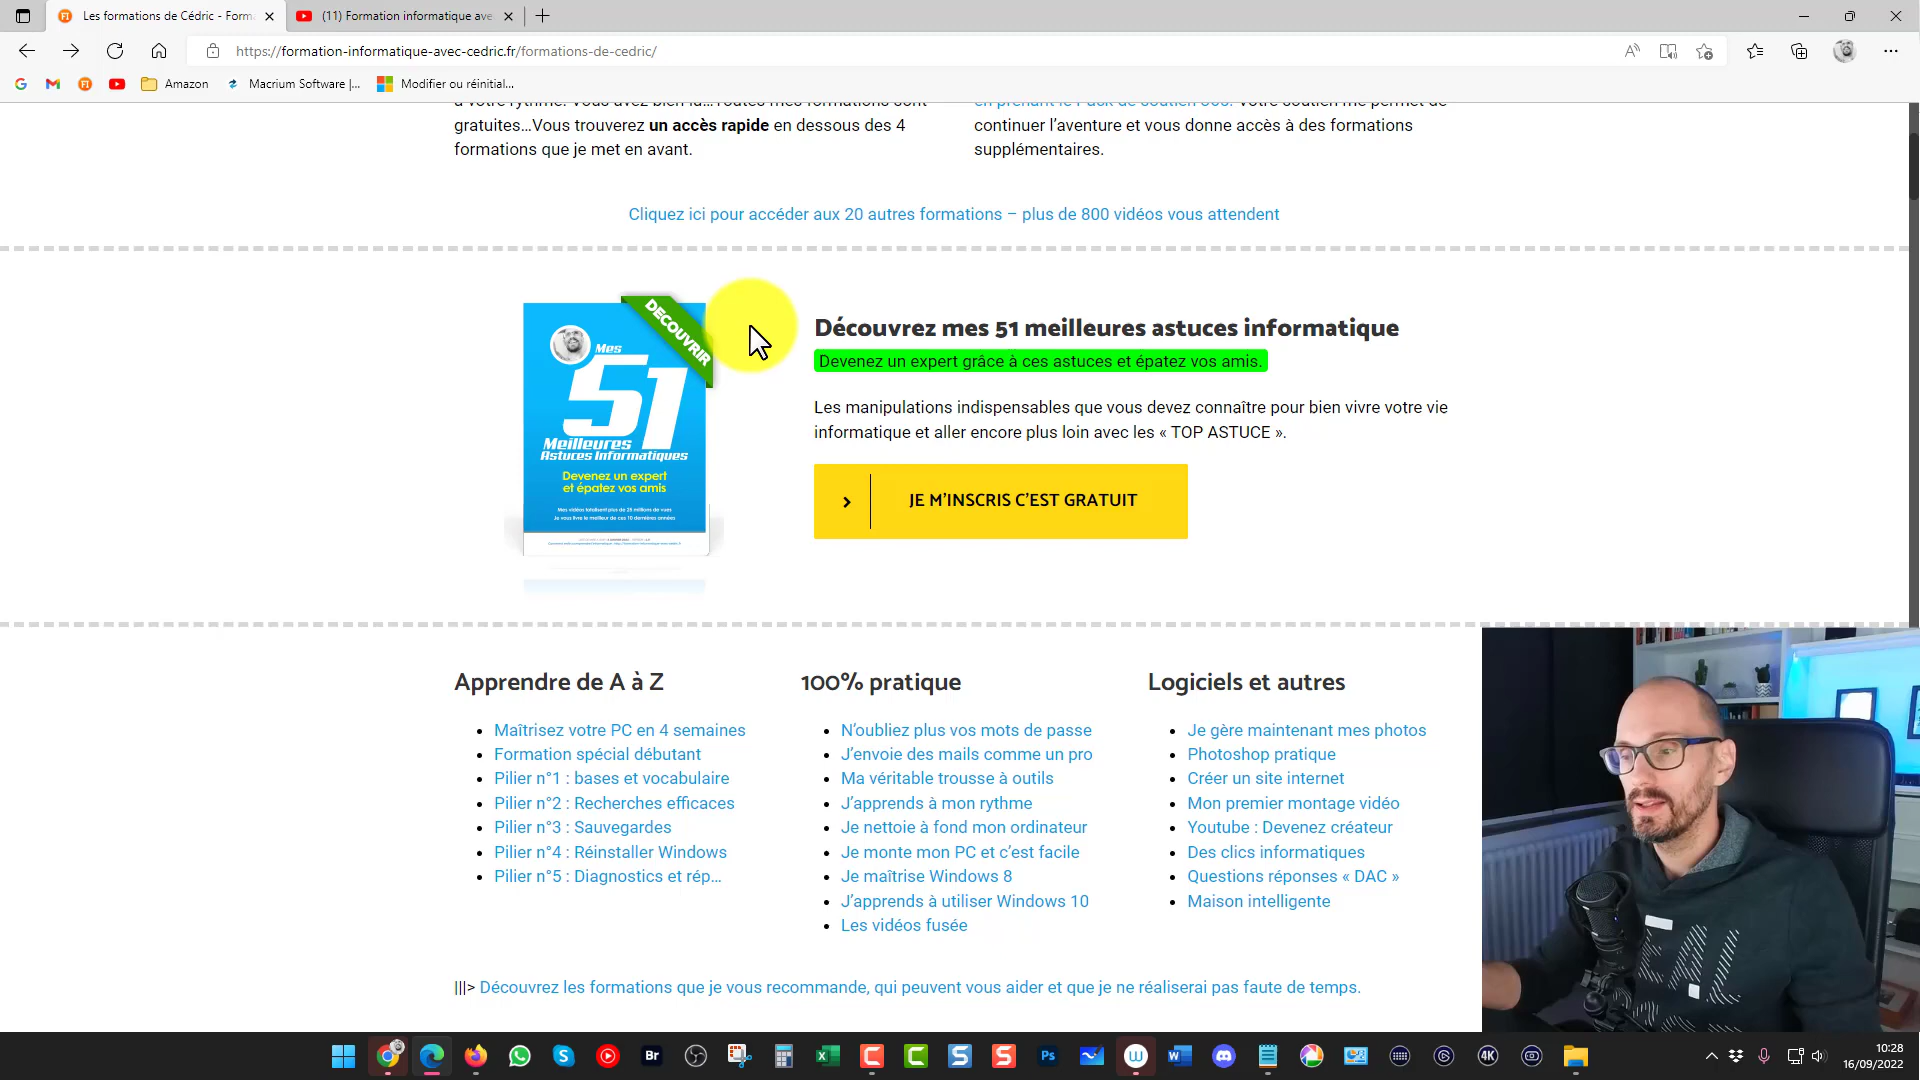 Les formations de Cédric - Form
(11) Formation informatique ave
https://formation-informatique-avec-cedric.fr/formations-de-cedric/
Amazon
Macrium Software |...
Modifier ou réinitial...
à votre rythme. Vous avez bien lu...Toutes mes formations sont
gratuites...Vous trouverez un accès rapide en dessous des 4
formations que je met en avant.
en prenant le Pask de soutien 360. Votre soutien me permet de
continuer l'aventure et vous donne accès à des formations
supplémentaires.
Cliquez ici pour accéder aux 20 autres formations – plus de 800 vidéos vous attendent
DECOUVRIR
Mes
51
Meilleures
Astuces Informatiques
Devenez un expert
et épatez vos amis
Mes vidéos totalisent plus de 25 millions de vues
Je vous livre le meilleur de ces 10 dernières années
Découvrez mes 51 meilleures astuces informatique
Devenez un expert grâce à ces astuces et épatez vos amis.
Les manipulations indispensables que vous devez connaître pour bien vivre votre vie
informatique et aller encore plus loin avec les « TOP ASTUCE ».
JE M'INSCRIS C'EST GRATUIT
Apprendre de A à Z
Maîtrisez votre PC en 4 semaines
Formation spécial débutant
Pilier n°1 : bases et vocabulaire
Pilier n°2 : Recherches efficaces
Pilier n°3 : Sauvegardes
Pilier n°4 : Réinstaller Windows
Pilier n°5 : Diagnostics et rép...
100% pratique
N'oubliez plus vos mots de passe
J'envoie des mails comme un pro
Ma véritable trousse à outils
J'apprends à mon rythme
Je nettoie à fond mon ordinateur
Je monte mon PC et c'est facile
Je maîtrise Windows 8
J'apprends à utiliser Windows 10
Les vidéos fusée
Logiciels et autres
Je gère maintenant mes photos
Photoshop pratique
Créer un site internet
Mon premier montage vidéo
Youtube : Devenez créateur
Des clics informatiques
Questions réponses « DAC »
Maison intelligente
|||> Découvrez les formations que je vous recommande, qui peuvent vous aider et que je ne réaliserai pas faute de temps.
10:28
16/09/2022